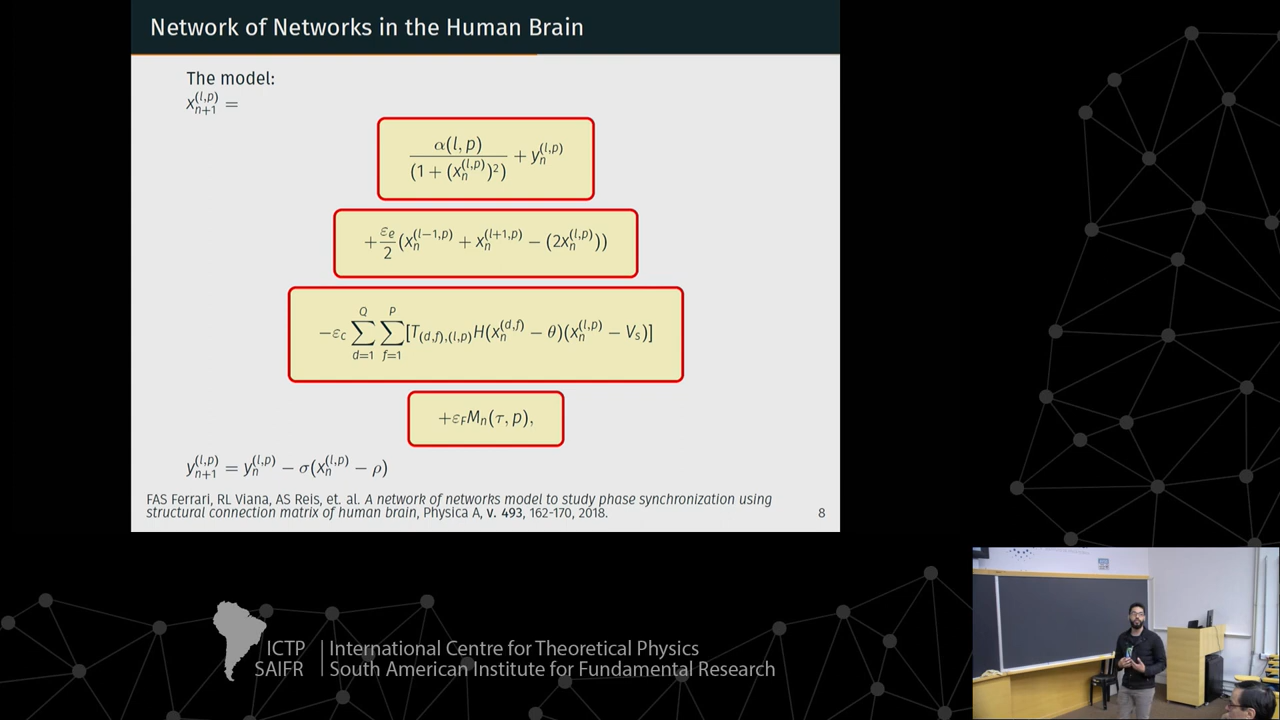 Network of Networks in the Human Brain
The model:
x_{n+1}^{(l,p)} =
\frac{α(l, p)}{(1 + (x_n^{(l,p)})^2)} + y_n^{(l,p)}
+\frac{ε_e}{2}(x_n^{(l−1,p)} + x_n^{(l+1,p)} − (2x_n^{(l,p)}))
−ε_c \sum_{d=1}^{Q} \sum_{f=1}^{P} [T_{(d,f),(l,p)} H(x_n^{(d,f)} − θ)(x_n^{(l,p)} − V_s)]
+ε_F M_n(τ, p),
y_{n+1}^{(l,p)} = y_n^{(l,p)} − σ(x_n^{(l,p)} − ρ)
FAS Ferrari, RL Viana, AS Reis, et. al. A network of networks model to study phase synchronization using
structural connection matrix of human brain, Physica A, v. 493, 162-170, 2018.
8
ICTP
SAIFR
International Centre for Theoretical Physics
South American Institute for Fundamental Research